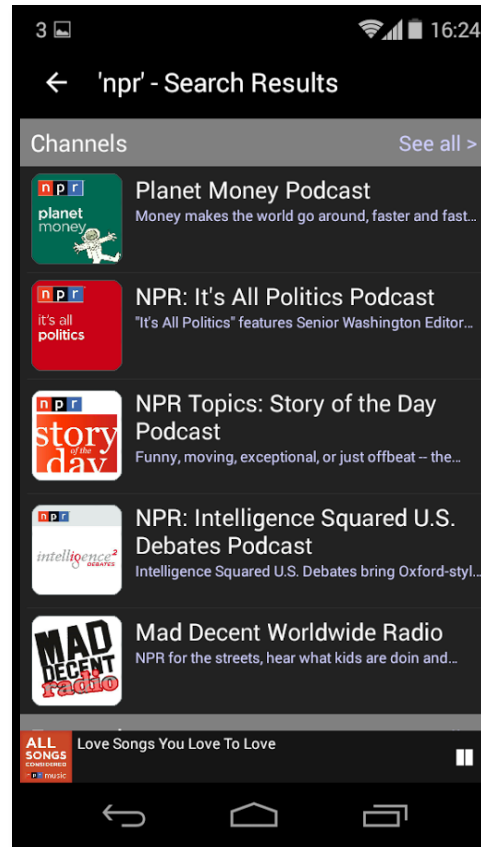 3 16:24
'npr' - Search Results
Channels See all >
npr
planet
money
Planet Money Podcast
Money makes the world go around, faster and fast...
npr
it's all
politics
NPR: It's All Politics Podcast
"It's All Politics" features Senior Washington Editor...
npr
story
of the
day
NPR Topics: Story of the Day
Podcast
Funny, moving, exceptional, or just offbeat -- the...
npr
intelligence2
DEBATES
NPR: Intelligence Squared U.S.
Debates Podcast
Intelligence Squared U.S. Debates bring Oxford-styl...
MAD
DECENT
radio
Mad Decent Worldwide Radio
NPR for the streets, hear what kids are doin and...
ALL
SONGS
CONSIDERED
npr music
Love Songs You Love To Love